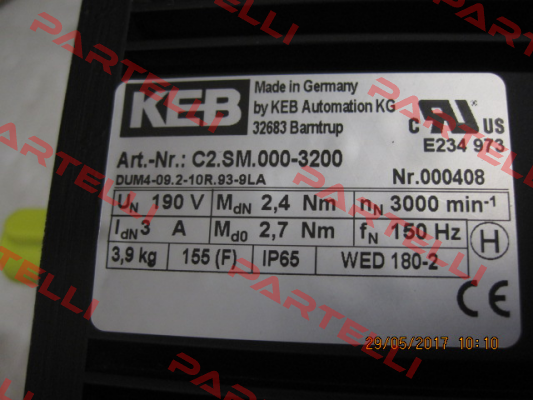 KEB
Made in Germany
by KEB Automation KG
32683 Barntrup
C UR US
E234 973
Art.-Nr.: C2.SM.000-3200
DUM4-09.2-10R.93-9LA
Nr.000408
UN 190 V MdN 2,4 Nm nN 3000 min-1
IdN 3 A Md0 2,7 Nm fN 150 Hz
H
3,9 kg 155 (F) IP65 WED 180-2
CE
29/05/2017 10:10
PARTELLI
PARTELLI
PARTELLI
PARTELLI
PARTELLI
PARTELLI